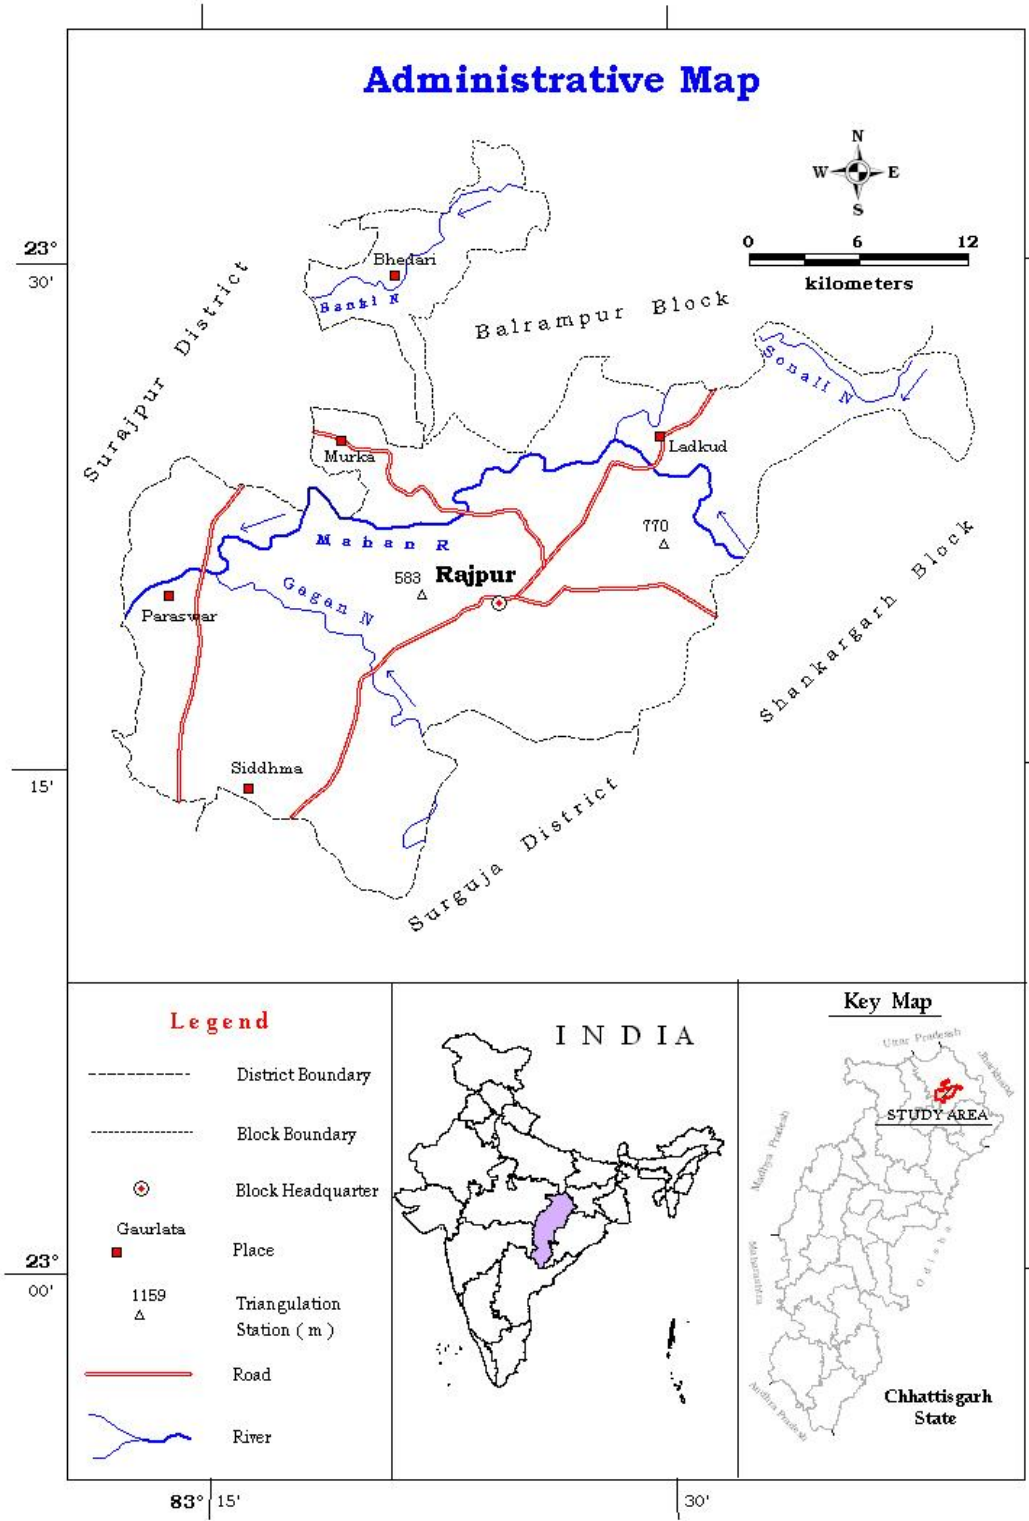 Administrative Map
N
W E
S
0 6 12
kilometers
23°
30'
Bhedari
Banki N
Surajpur District
Balrampur Block
Sonali N
Murka
Ladkud
Mahan R
770
583
Rajpur
Gagan N
Paraswar
Shankargarh Block
15'
Siddhma
Surguja District
Legend
District Boundary
Block Boundary
Block Headquarter
Gaurlata
Place
1159
Triangulation
Station ( m )
Road
River
23°
00'
INDIA
Key Map
Uttar Pradesh
Jharkhand
STUDY AREA
Madhya Pradesh
Odisha
Maharashtra
Andhra Pradesh
Chhattisgarh
State
83° 15'
30'